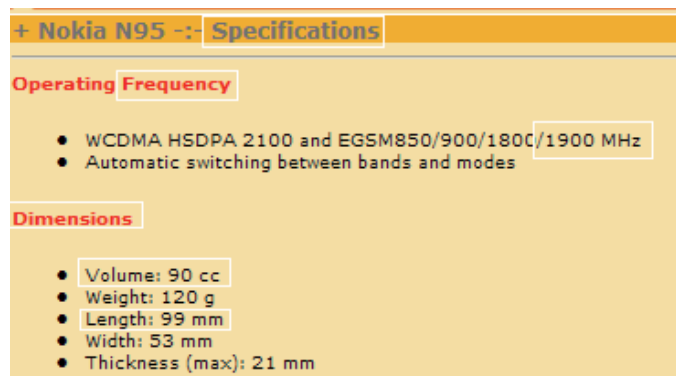 + Nokia N95 -:- Specifications
Operating Frequency
● WCDMA HSDPA 2100 and EGSM850/900/1800/1900 MHz
● Automatic switching between bands and modes
Dimensions
● Volume: 90 cc
● Weight: 120 g
● Length: 99 mm
● Width: 53 mm
● Thickness (max): 21 mm